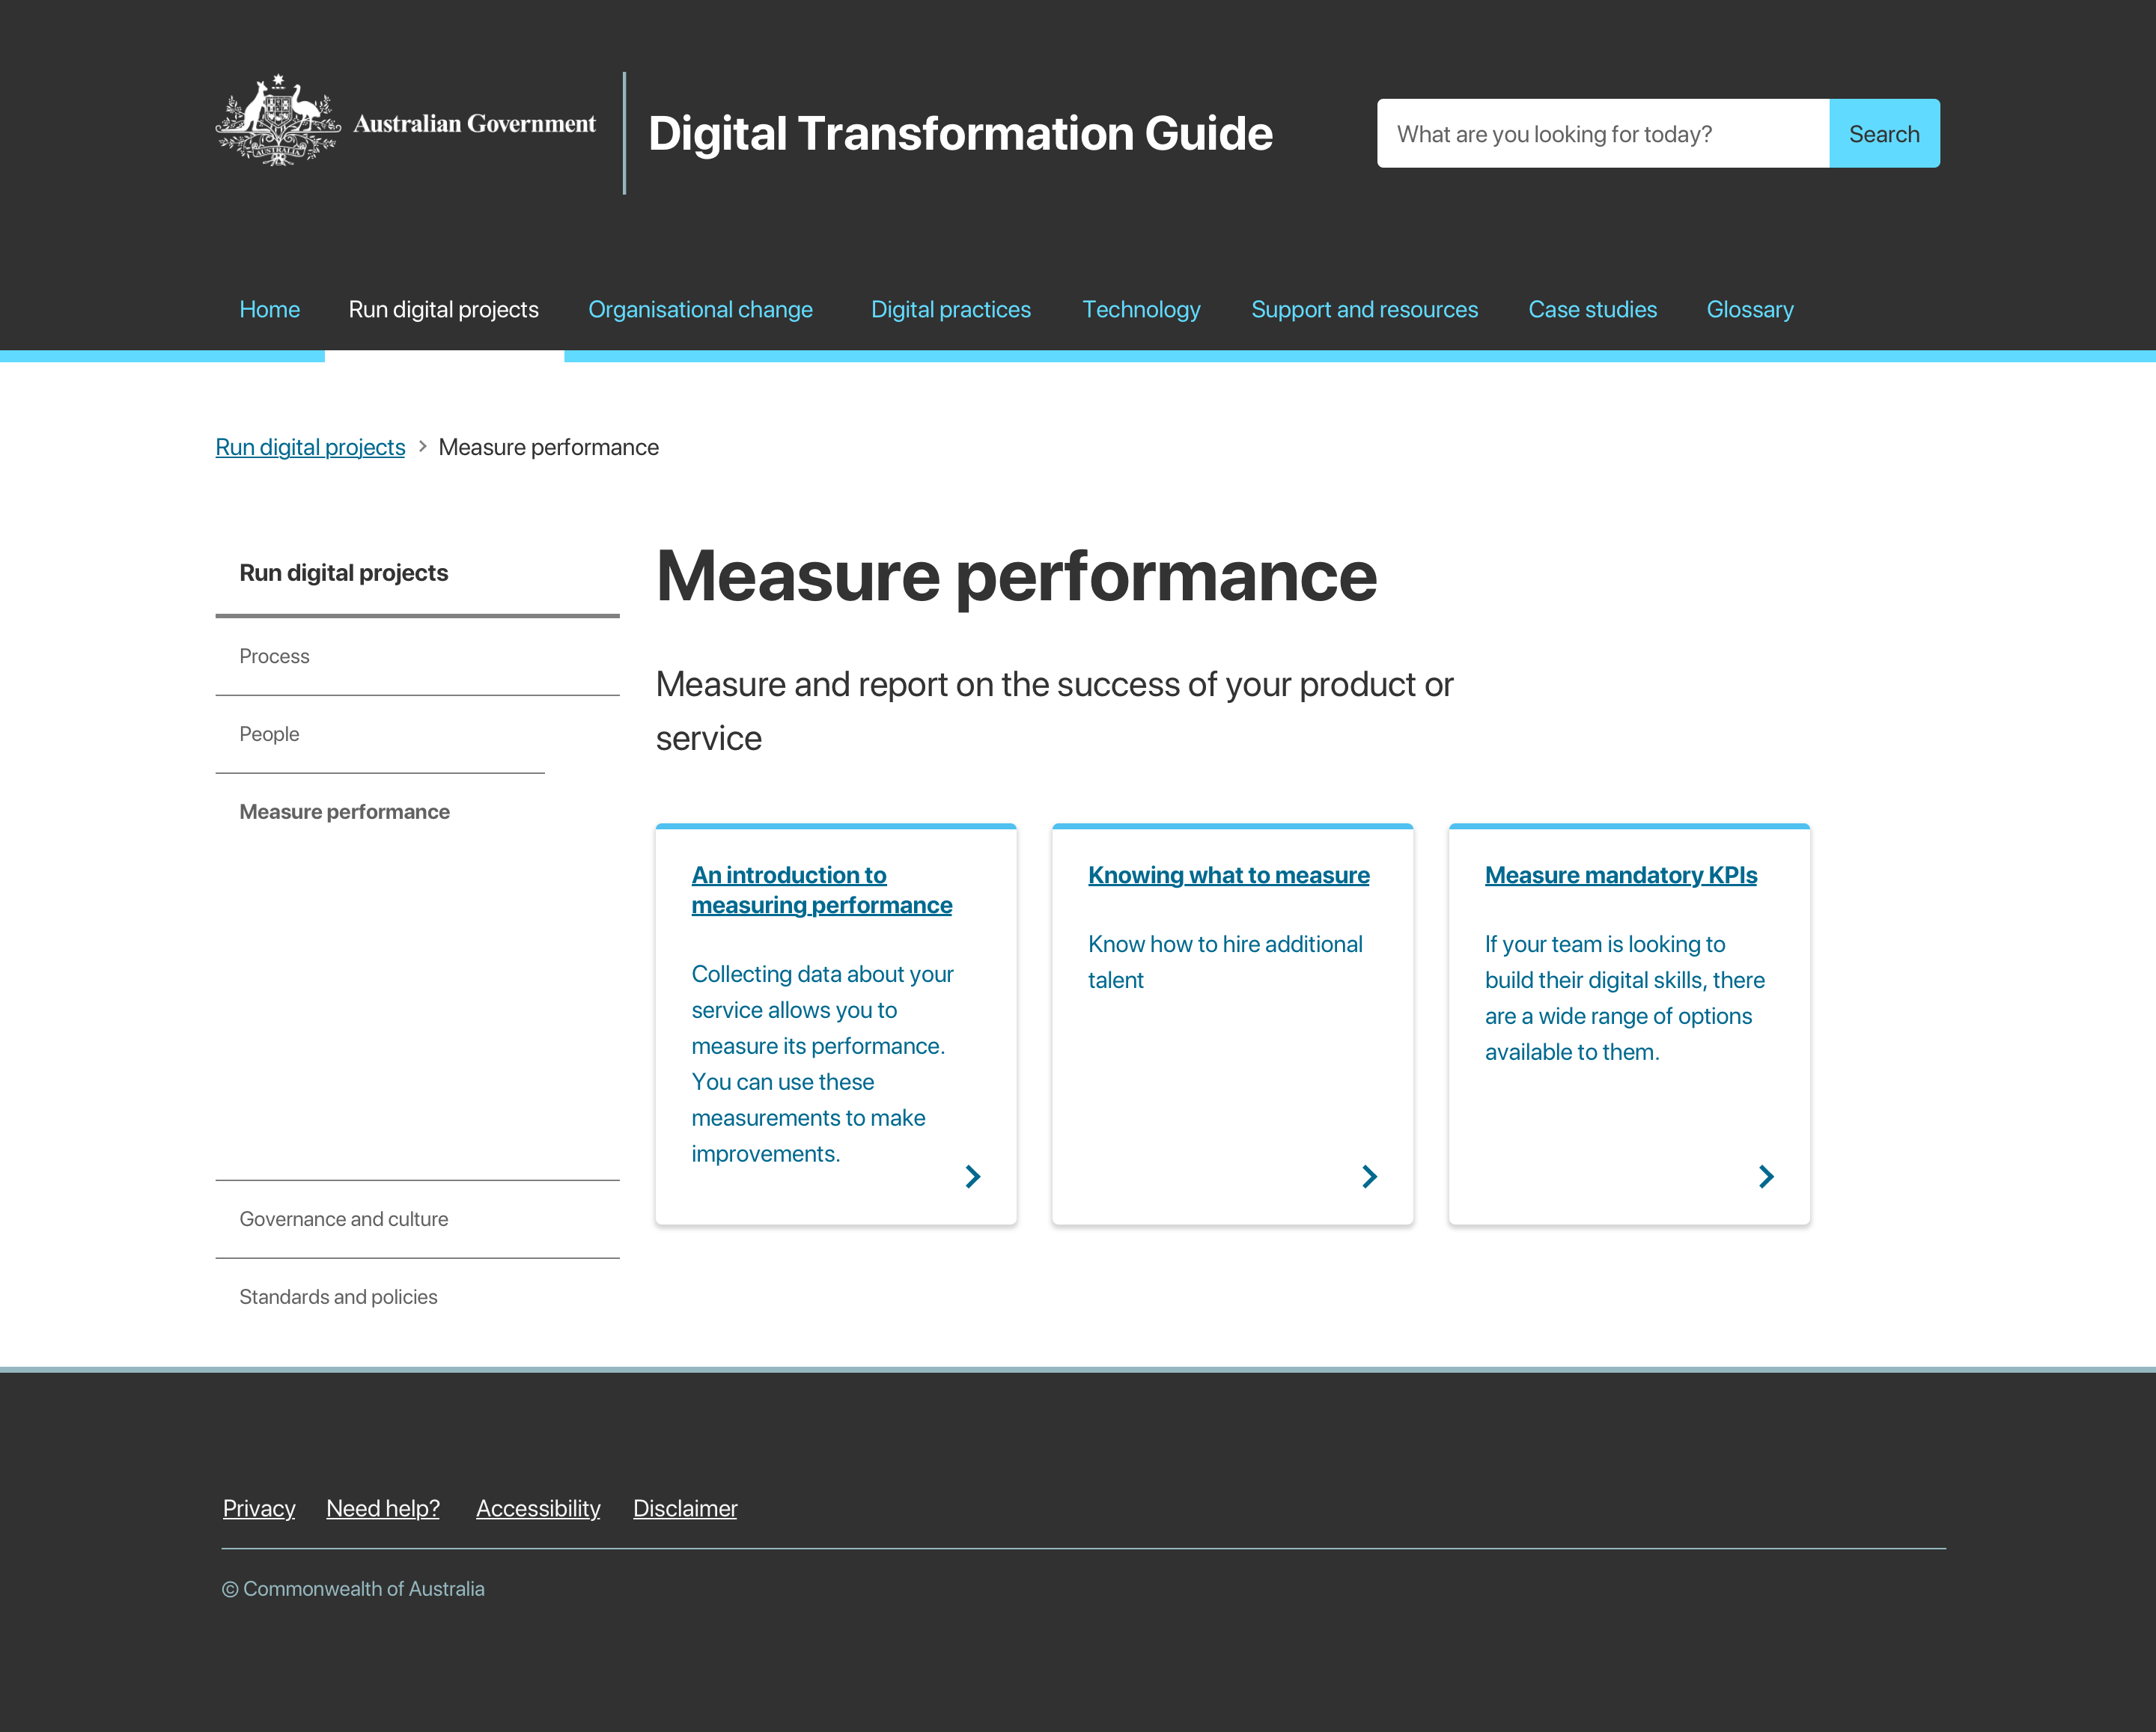 Australian Government
AUSTRALIA
Digital Transformation Guide
What are you looking for today?
Search
Home
Run digital projects
Organisational change
Digital practices
Technology
Support and resources
Case studies
Glossary
Run digital projects
Measure performance
Run digital projects
Process
People
Measure performance
Governance and culture
Standards and policies
Measure performance
Measure and report on the success of your product or
service
An introduction to
measuring performance
Collecting data about your
service allows you to
measure its performance.
You can use these
measurements to make
improvements.
Knowing what to measure
Know how to hire additional
talent
Measure mandatory KPIs
If your team is looking to
build their digital skills, there
are a wide range of options
available to them.
Privacy
Need help?
Accessibility
Disclaimer
© Commonwealth of Australia